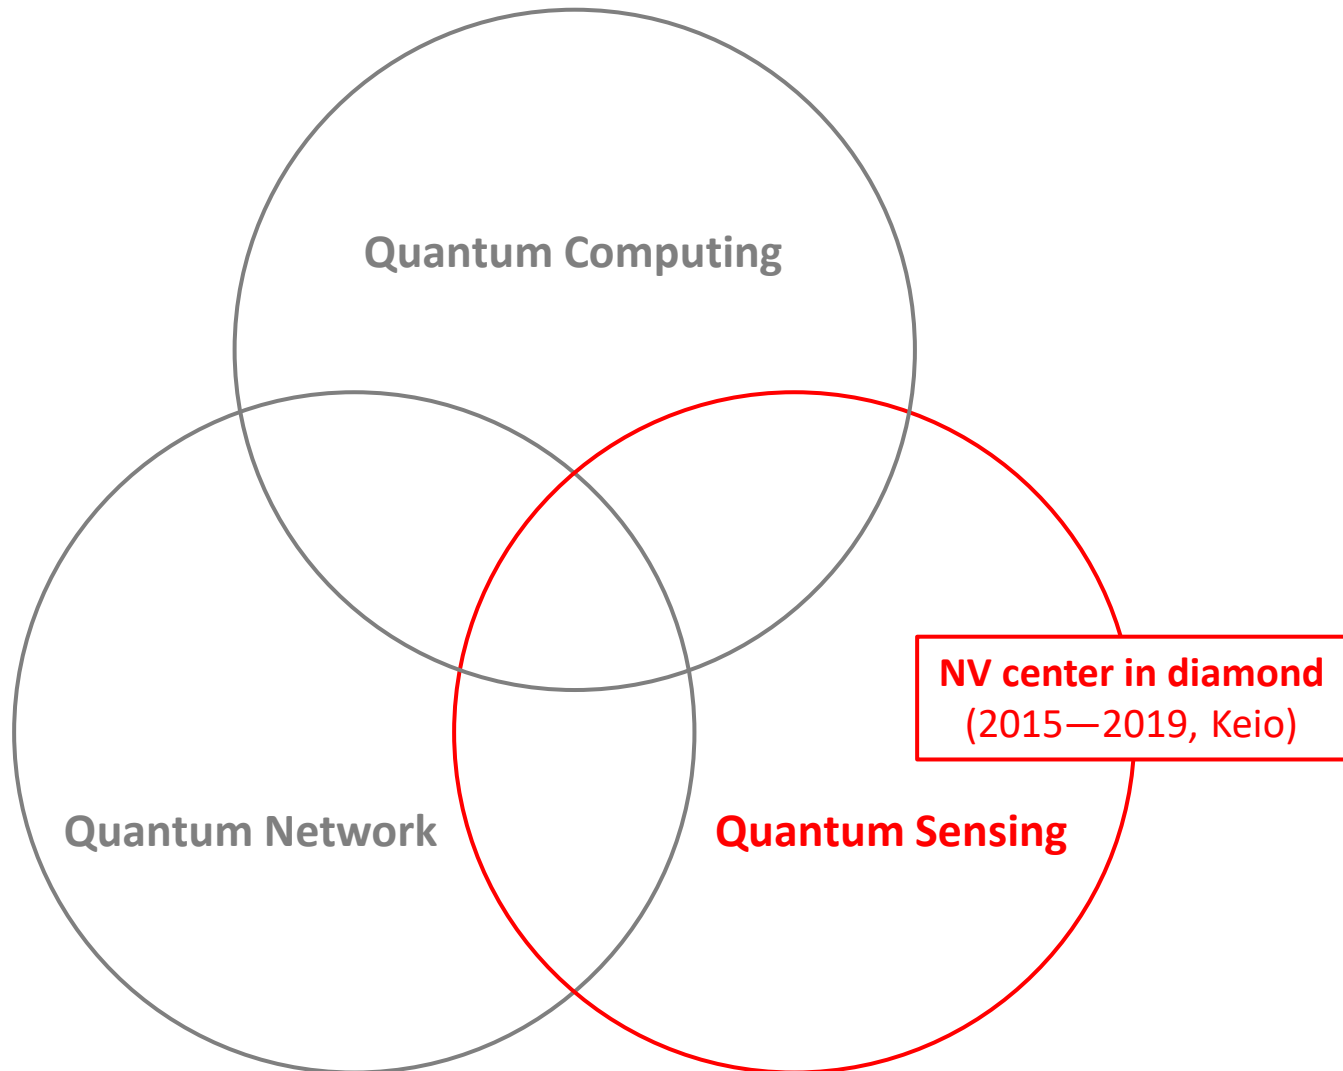 Quantum Computing
NV center in diamond
(2015—2019, Keio)
Quantum Network
Quantum Sensing